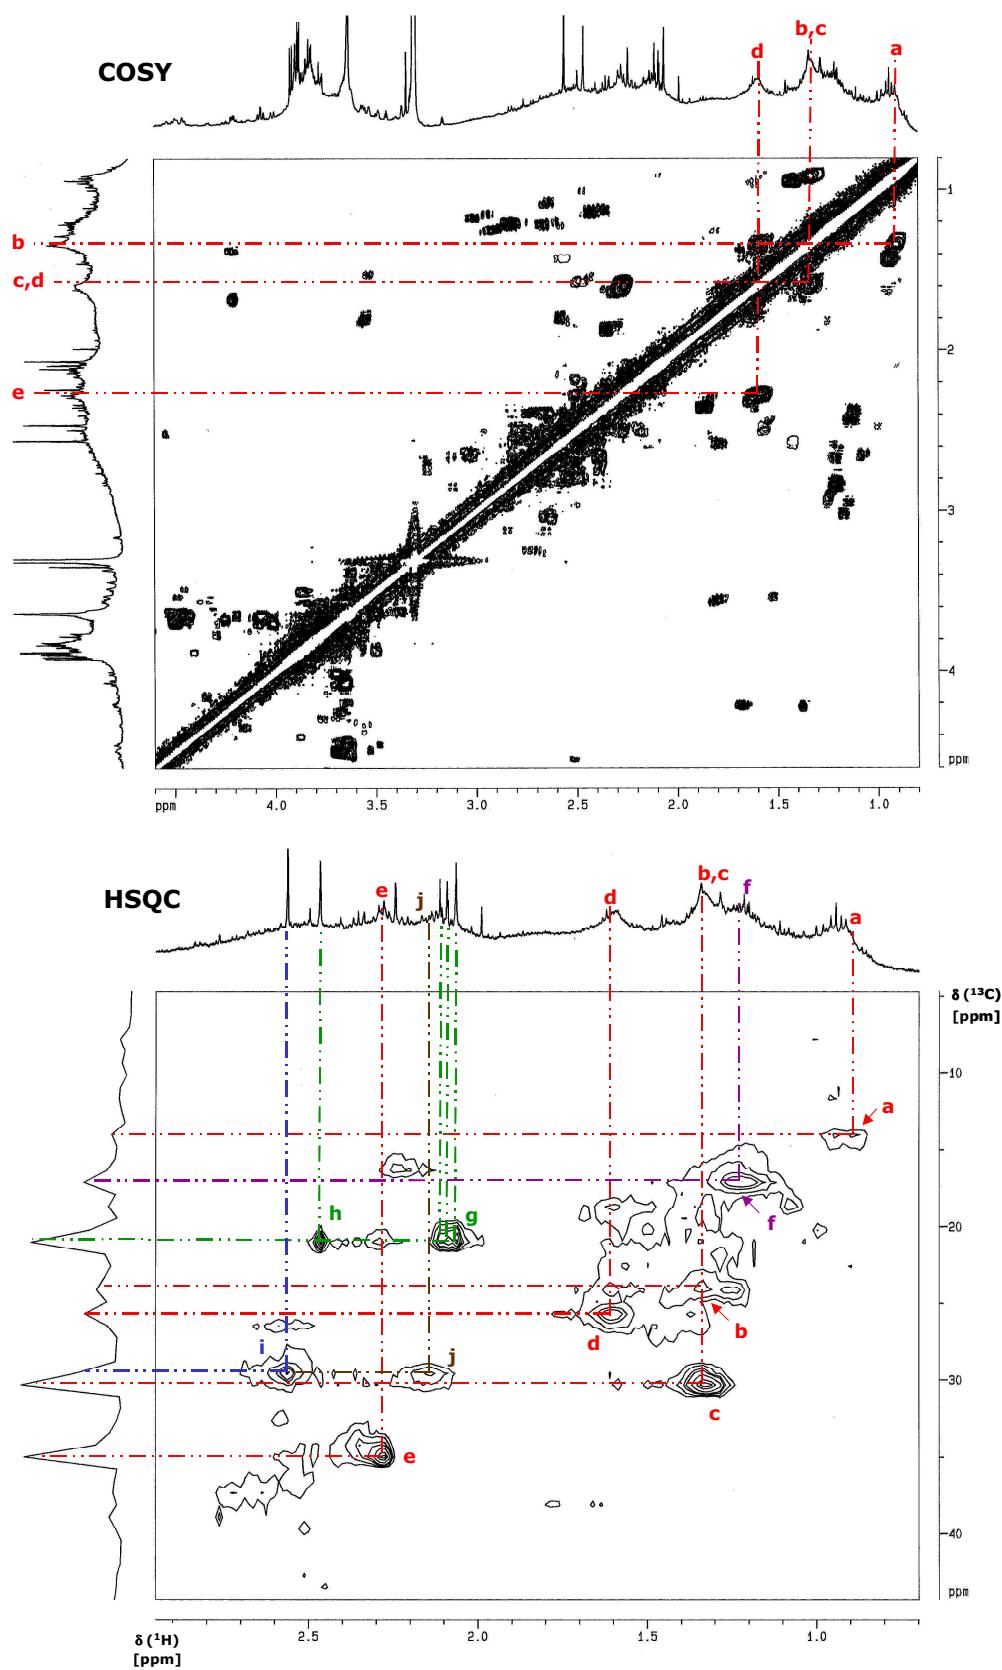 COSY
d
b,c
a
1
b
c,d
2
e
3
4
ppm
ppm 4.0 3.5 3.0 2.5 2.0 1.5 1.0
HSQC
e
j
d
b,c
f
a
δ (13C)
[ppm]
10
a
h
g
f
20
b
d
i
j
30
c
e
40
ppm
2.5 2.0 1.5 1.0
δ (1H)
[ppm]